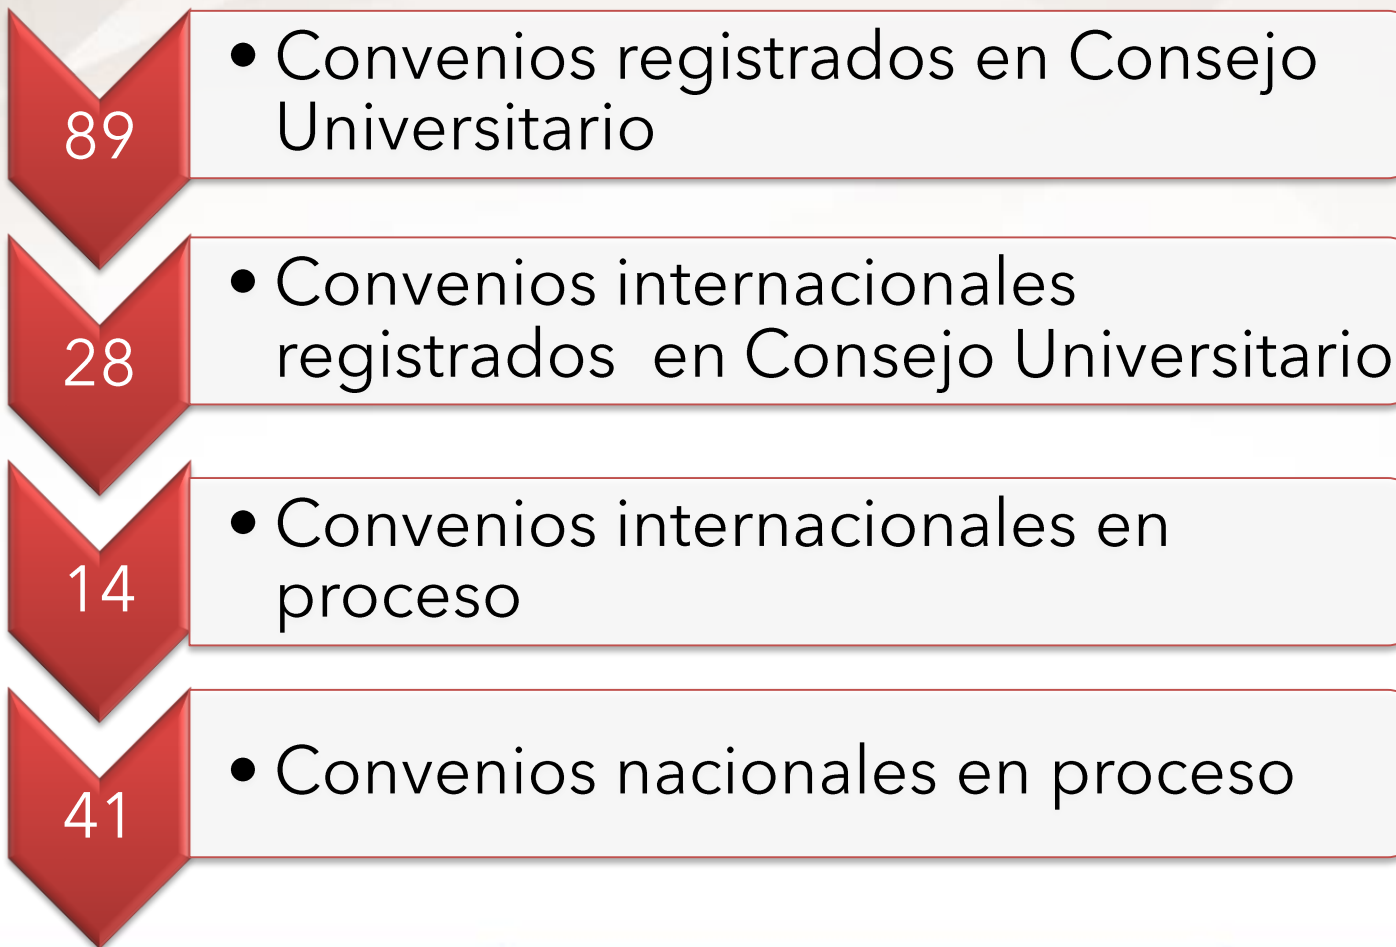 89
• Convenios registrados en Consejo
Universitario
28
• Convenios internacionales
registrados  en Consejo Universitario
14
• Convenios internacionales en
proceso
41
• Convenios nacionales en proceso